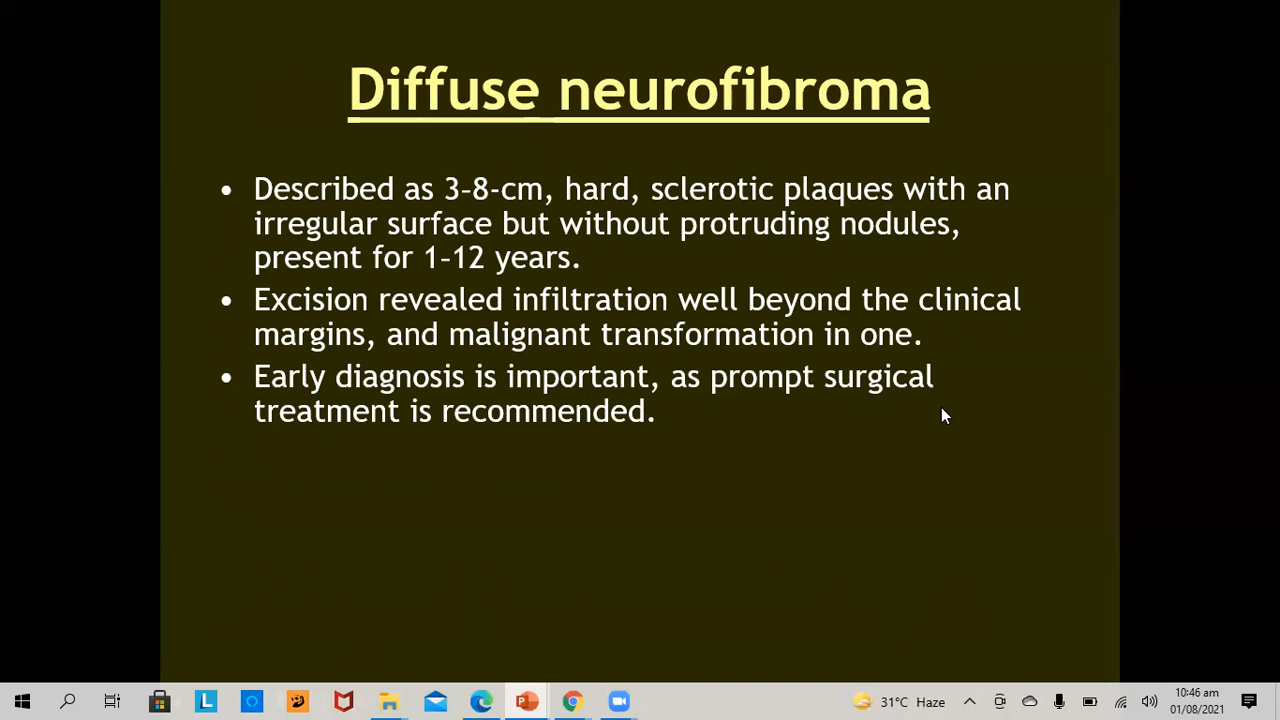 Diffuse neurofibroma
• Described as 3-8-cm, hard, sclerotic plaques with an
irregular surface but without protruding nodules,
present for 1-12 years.
• Excision revealed infiltration well beyond the clinical
margins, and malignant transformation in one.
• Early diagnosis is important, as prompt surgical
treatment is recommended.
31°C Haze
10:46 am
01/08/2021